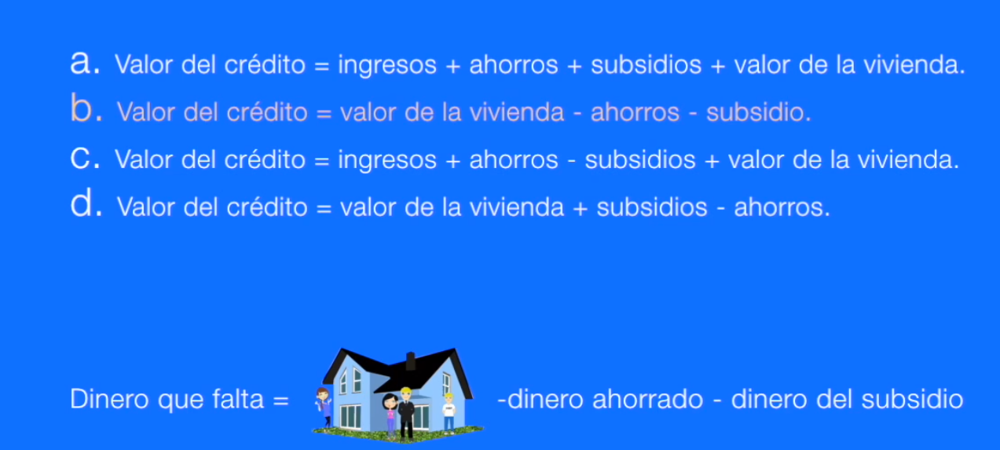 a. Valor del crédito = ingresos + ahorros + subsidios + valor de la vivienda.
b. Valor del crédito = valor de la vivienda - ahorros - subsidio.
c. Valor del crédito = ingresos + ahorros - subsidios + valor de la vivienda.
d. Valor del crédito = valor de la vivienda + subsidios - ahorros.
Dinero que falta = -dinero ahorrado - dinero del subsidio